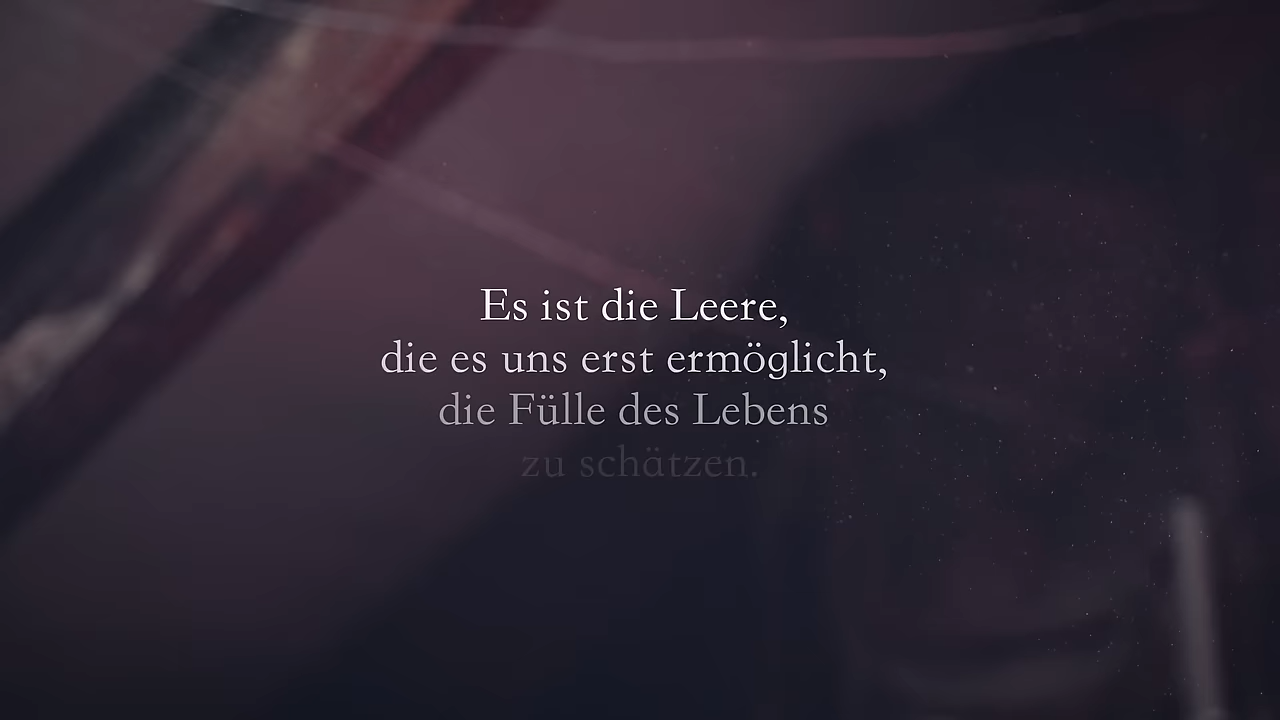 Es ist die Leere,
die es uns erst ermöglicht,
die Fülle des Lebens
zu schätzen.